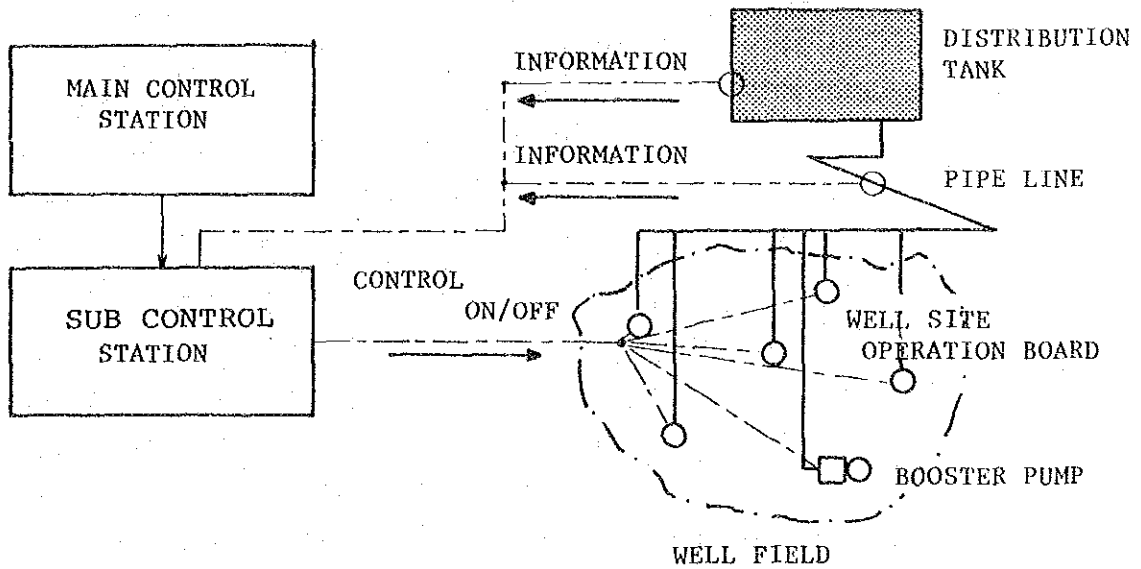 MAIN CONTROL
STATION
INFORMATION
DISTRIBUTION
TANK
INFORMATION
PIPE LINE
SUB CONTROL
STATION
CONTROL
ON/OFF
WELL SITE
OPERATION BOARD
BOOSTER PUMP
WELL FIELD